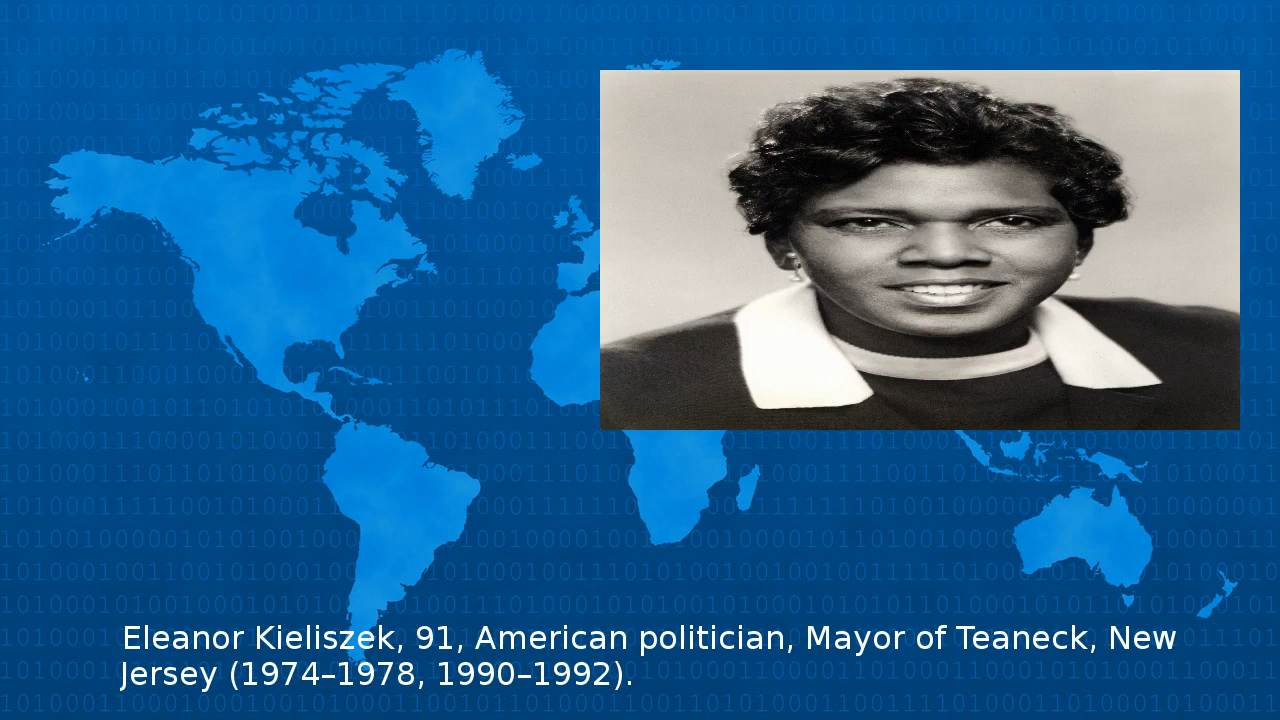 Eleanor Kieliszek, 91, American politician, Mayor of Teaneck, New
Jersey (1974–1978, 1990–1992).